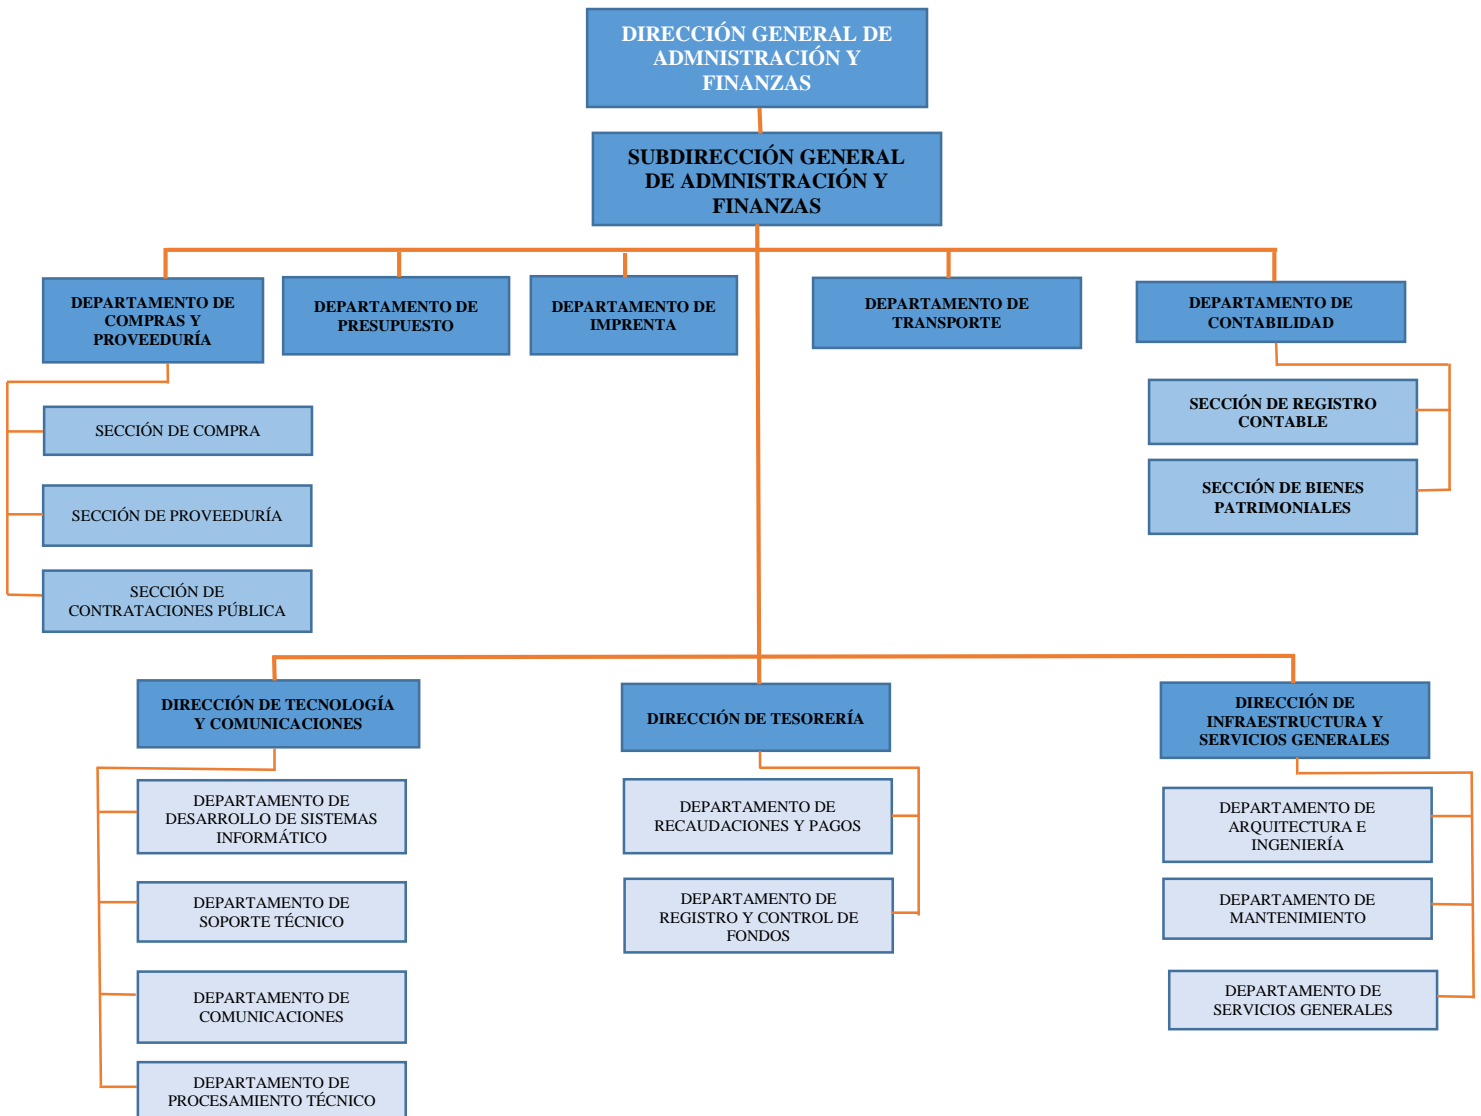 DIRECCIÓN GENERAL DE
ADMNISTRACIÓN Y
FINANZAS
SUBDIRECCIÓN GENERAL
DE ADMNISTRACIÓN Y
FINANZAS
DEPARTAMENTO DE
COMPRAS Y
PROVEEDURÍA
DEPARTAMENTO DE
PRESUPUESTO
DEPARTAMENTO DE
IMPRENTA
DEPARTAMENTO DE
TRANSPORTE
DEPARTAMENTO DE
CONTABILIDAD
SECCIÓN DE COMPRA
SECCIÓN DE PROVEEDURÍA
SECCIÓN DE
CONTRATACIONES PÚBLICA
SECCIÓN DE REGISTRO
CONTABLE
SECCIÓN DE BIENES
PATRIMONIALES
DIRECCIÓN DE TECNOLOGÍA
Y COMUNICACIONES
DIRECCIÓN DE TESORERÍA
DIRECCIÓN DE
INFRAESTRUCTURA Y
SERVICIOS GENERALES
DEPARTAMENTO DE
DESARROLLO DE SISTEMAS
INFORMÁTICO
DEPARTAMENTO DE
SOPORTE TÉCNICO
DEPARTAMENTO DE
COMUNICACIONES
DEPARTAMENTO DE
PROCESAMIENTO TÉCNICO
DEPARTAMENTO DE
RECAUDACIONES Y PAGOS
DEPARTAMENTO DE
REGISTRO Y CONTROL DE
FONDOS
DEPARTAMENTO DE
ARQUITECTURA E
INGENIERÍA
DEPARTAMENTO DE
MANTENIMIENTO
DEPARTAMENTO DE
SERVICIOS GENERALES